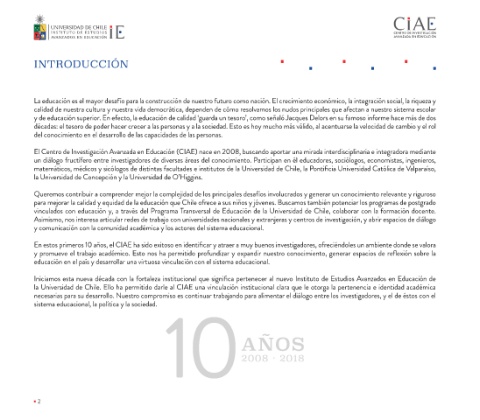 UNIVERSIDAD DE CHILE
INSTITUTO DE ESTUDIOS
AVANZADOS EN EDUCACIÓN
IE
CIAE
CENTRO DE INVESTIGACIÓN
AVANZADA EN EDUCACIÓN
INTRODUCCIÓN
La educación es el mayor desafío para la construcción de nuestro futuro como nación. El crecimiento económico, la integración social, la riqueza y
calidad de nuestra cultura y nuestra vida democrática, dependen de cómo resolvamos los nudos principales que afectan a nuestro sistema escolar
y de educación superior. En efecto, la educación de calidad 'guarda un tesoro', como señaló Jacques Delors en su famoso informe hace más de dos
décadas: el tesoro de poder hacer crecer a las personas y a la sociedad. Esto es hoy mucho más válido, al acentuarse la velocidad de cambio y el rol
del conocimiento en el desarrollo de las capacidades de las personas.
El Centro de Investigación Avanzada en Educación (CIAE) nace en 2008, buscando aportar una mirada interdisciplinaria e integradora mediante
un diálogo fructífero entre investigadores de diversas áreas del conocimiento. Participan en él educadores, sociólogos, economistas, ingenieros,
matemáticos, médicos y sicólogos de distintas facultades e institutos de la Universidad de Chile, la Pontificia Universidad Católica de Valparaíso,
la Universidad de Concepción y la Universidad de O'Higgins.
Queremos contribuir a comprender mejor la complejidad de los principales desafíos involucrados y generar un conocimiento relevante y riguroso
para mejorar la calidad y equidad de la educación que Chile ofrece a sus niños y jóvenes. Buscamos también potenciar los programas de postgrado
vinculados con educación y, a través del Programa Transversal de Educación de la Universidad de Chile, colaborar con la formación docente.
Asimismo, nos interesa articular redes de trabajo con universidades nacionales y extranjeras y centros de investigación, y abrir espacios de diálogo
y comunicación con la comunidad académica y los actores del sistema educacional.
En estos primeros 10 años, el CIAE ha sido exitoso en identificar y atraer a muy buenos investigadores, ofreciéndoles un ambiente donde se valora
y promueve el trabajo académico. Esto nos ha permitido profundizar y expandir nuestro conocimiento, generar espacios de reflexión sobre la
educación en el país y desarrollar una virtuosa vinculación con el sistema educacional.
Iniciamos esta nueva década con la fortaleza institucional que significa pertenecer al nuevo Instituto de Estudios Avanzados en Educación de
la Universidad de Chile. Ello ha permitido darle al CIAE una vinculación institucional clara que le otorga la pertenencia e identidad académica
necesarias para su desarrollo. Nuestro compromiso es continuar trabajando para alimentar el diálogo entre los investigadores, y el de éstos con el
sistema educacional, la política y la sociedad.
10 AÑOS
2008 · 2018
2